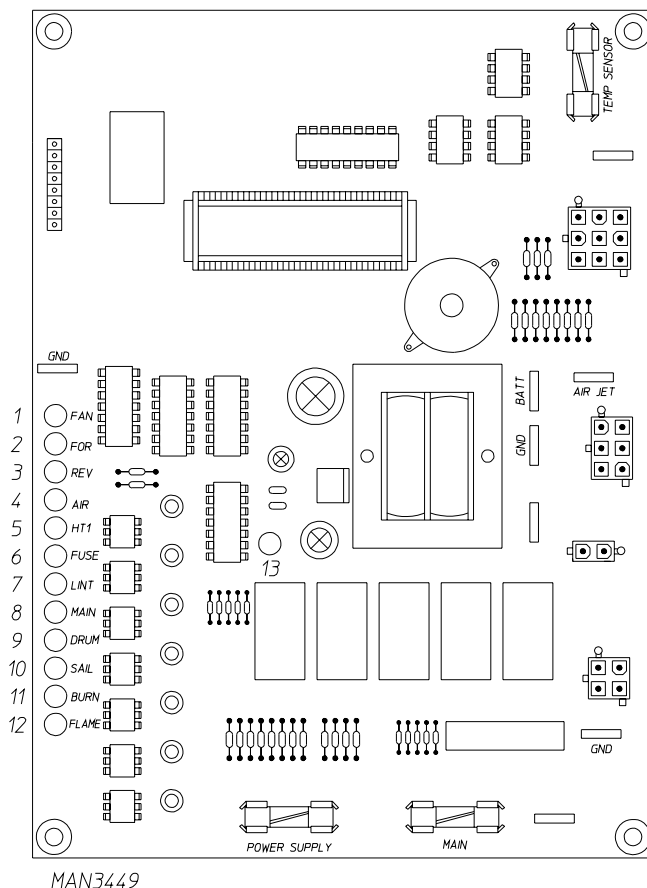 TEMP SENSOR
GND
BATT
AIR JET
GND
1 FAN
2 FOR
3 REV
4 AIR
5 HT1
6 FUSE
7 LINT
8 MAIN
9 DRUM
10 SAIL
11 BURN
12 FLAME
13
GND
POWER SUPPLY
MAIN
MAN3449